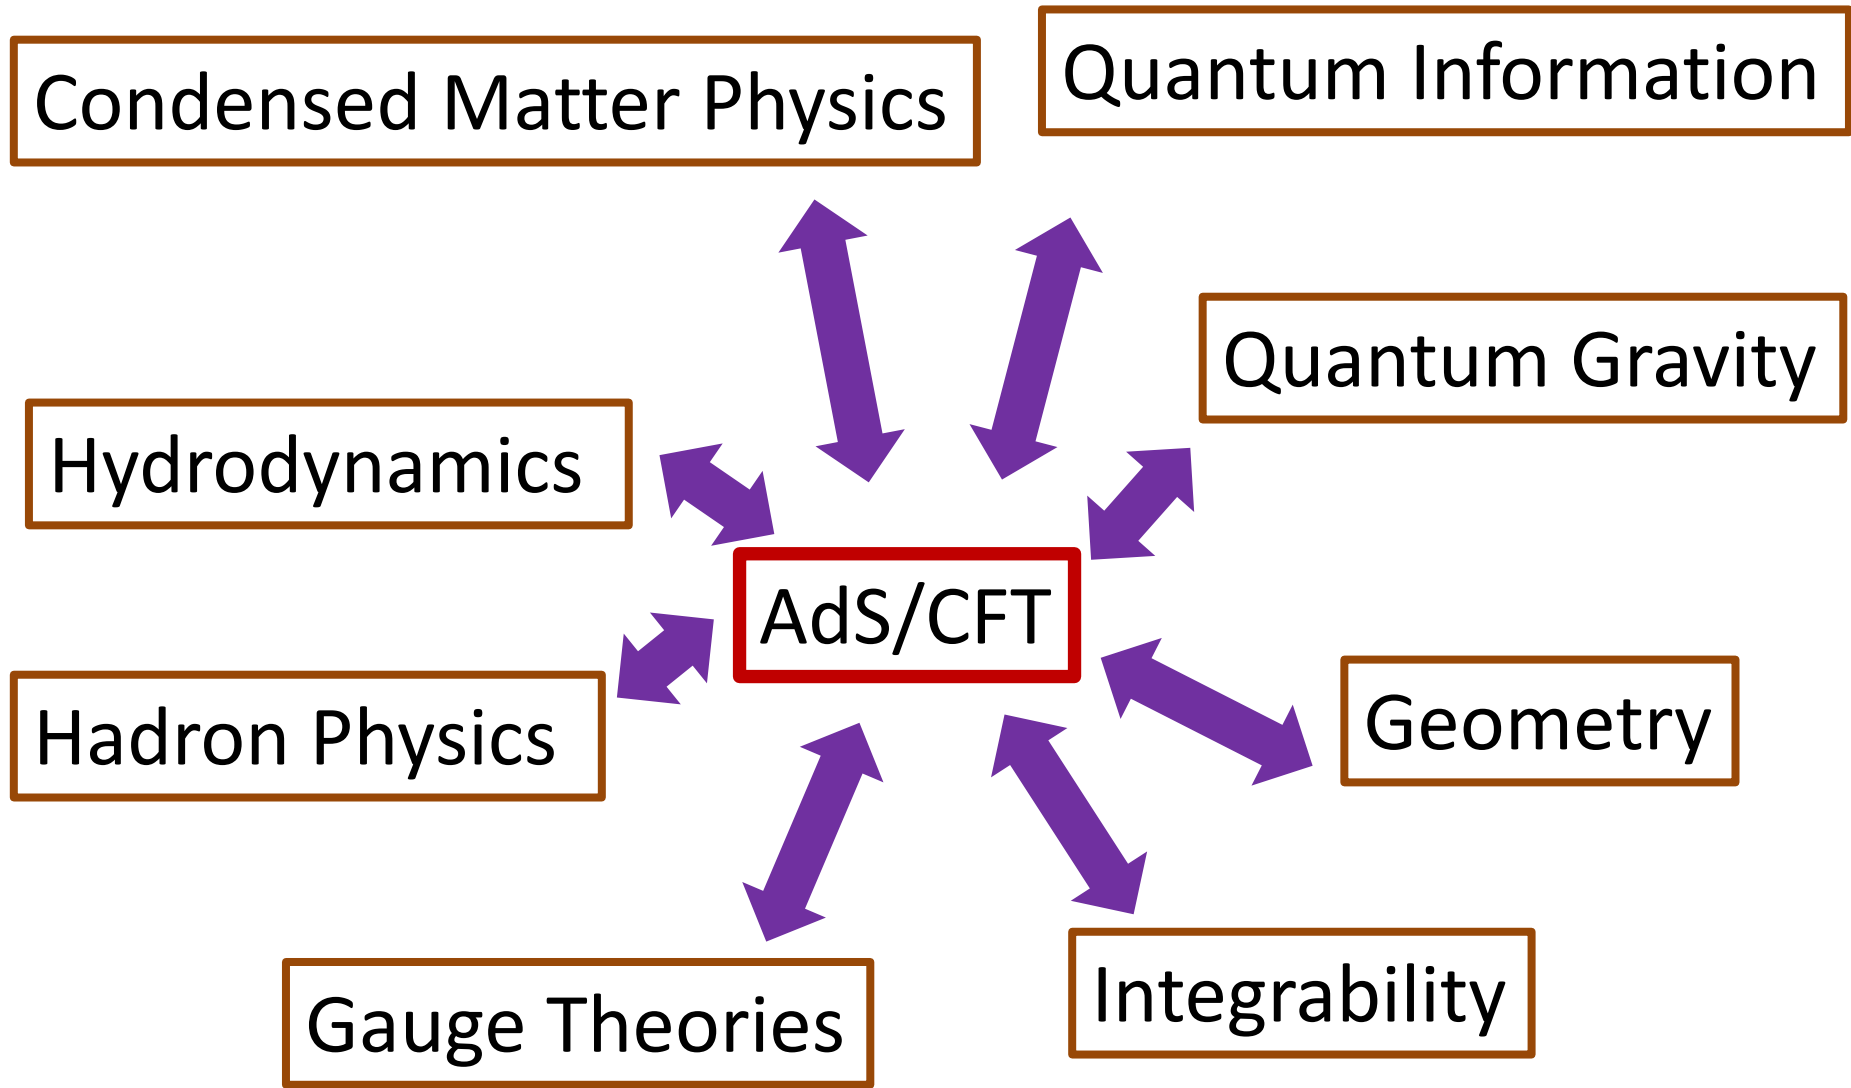 Condensed Matter Physics
Quantum Information
Quantum Gravity
Hydrodynamics
AdS/CFT
Hadron Physics
Geometry
Gauge Theories
Integrability